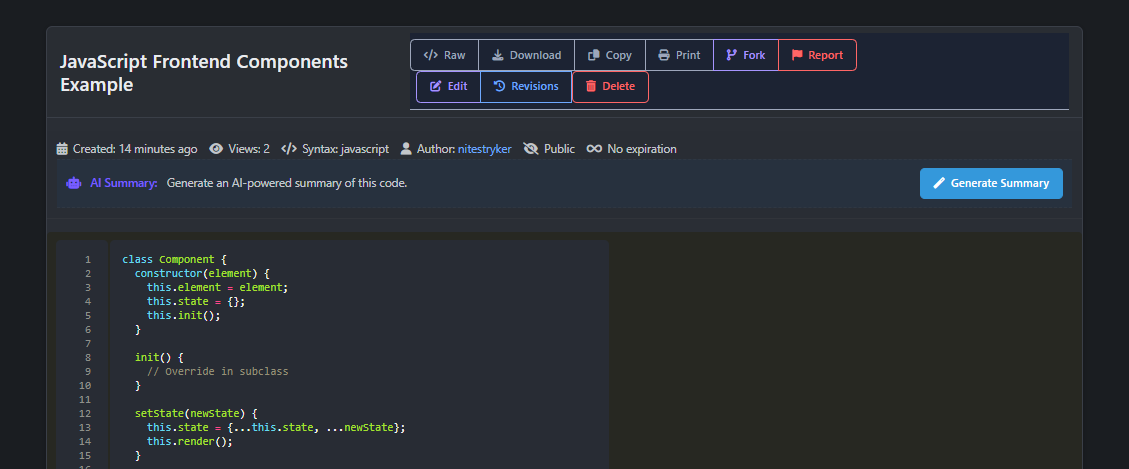 JavaScript Frontend Components
Example
Raw Download Copy Print Fork Report
Edit Revisions Delete
Created: 14 minutes ago Views: 2 Syntax: javascript Author: nitestryker Public No expiration
AI Summary: Generate an AI-powered summary of this code. Generate Summary
1 class Component {
2   constructor(element) {
3     this.element = element;
4     this.state = {};
5     this.init();
6   }
7
8   init() {
9     // Override in subclass
10   }
11
12   setState(newState) {
13     this.state = {...this.state, ...newState};
14     this.render();
15   }
16